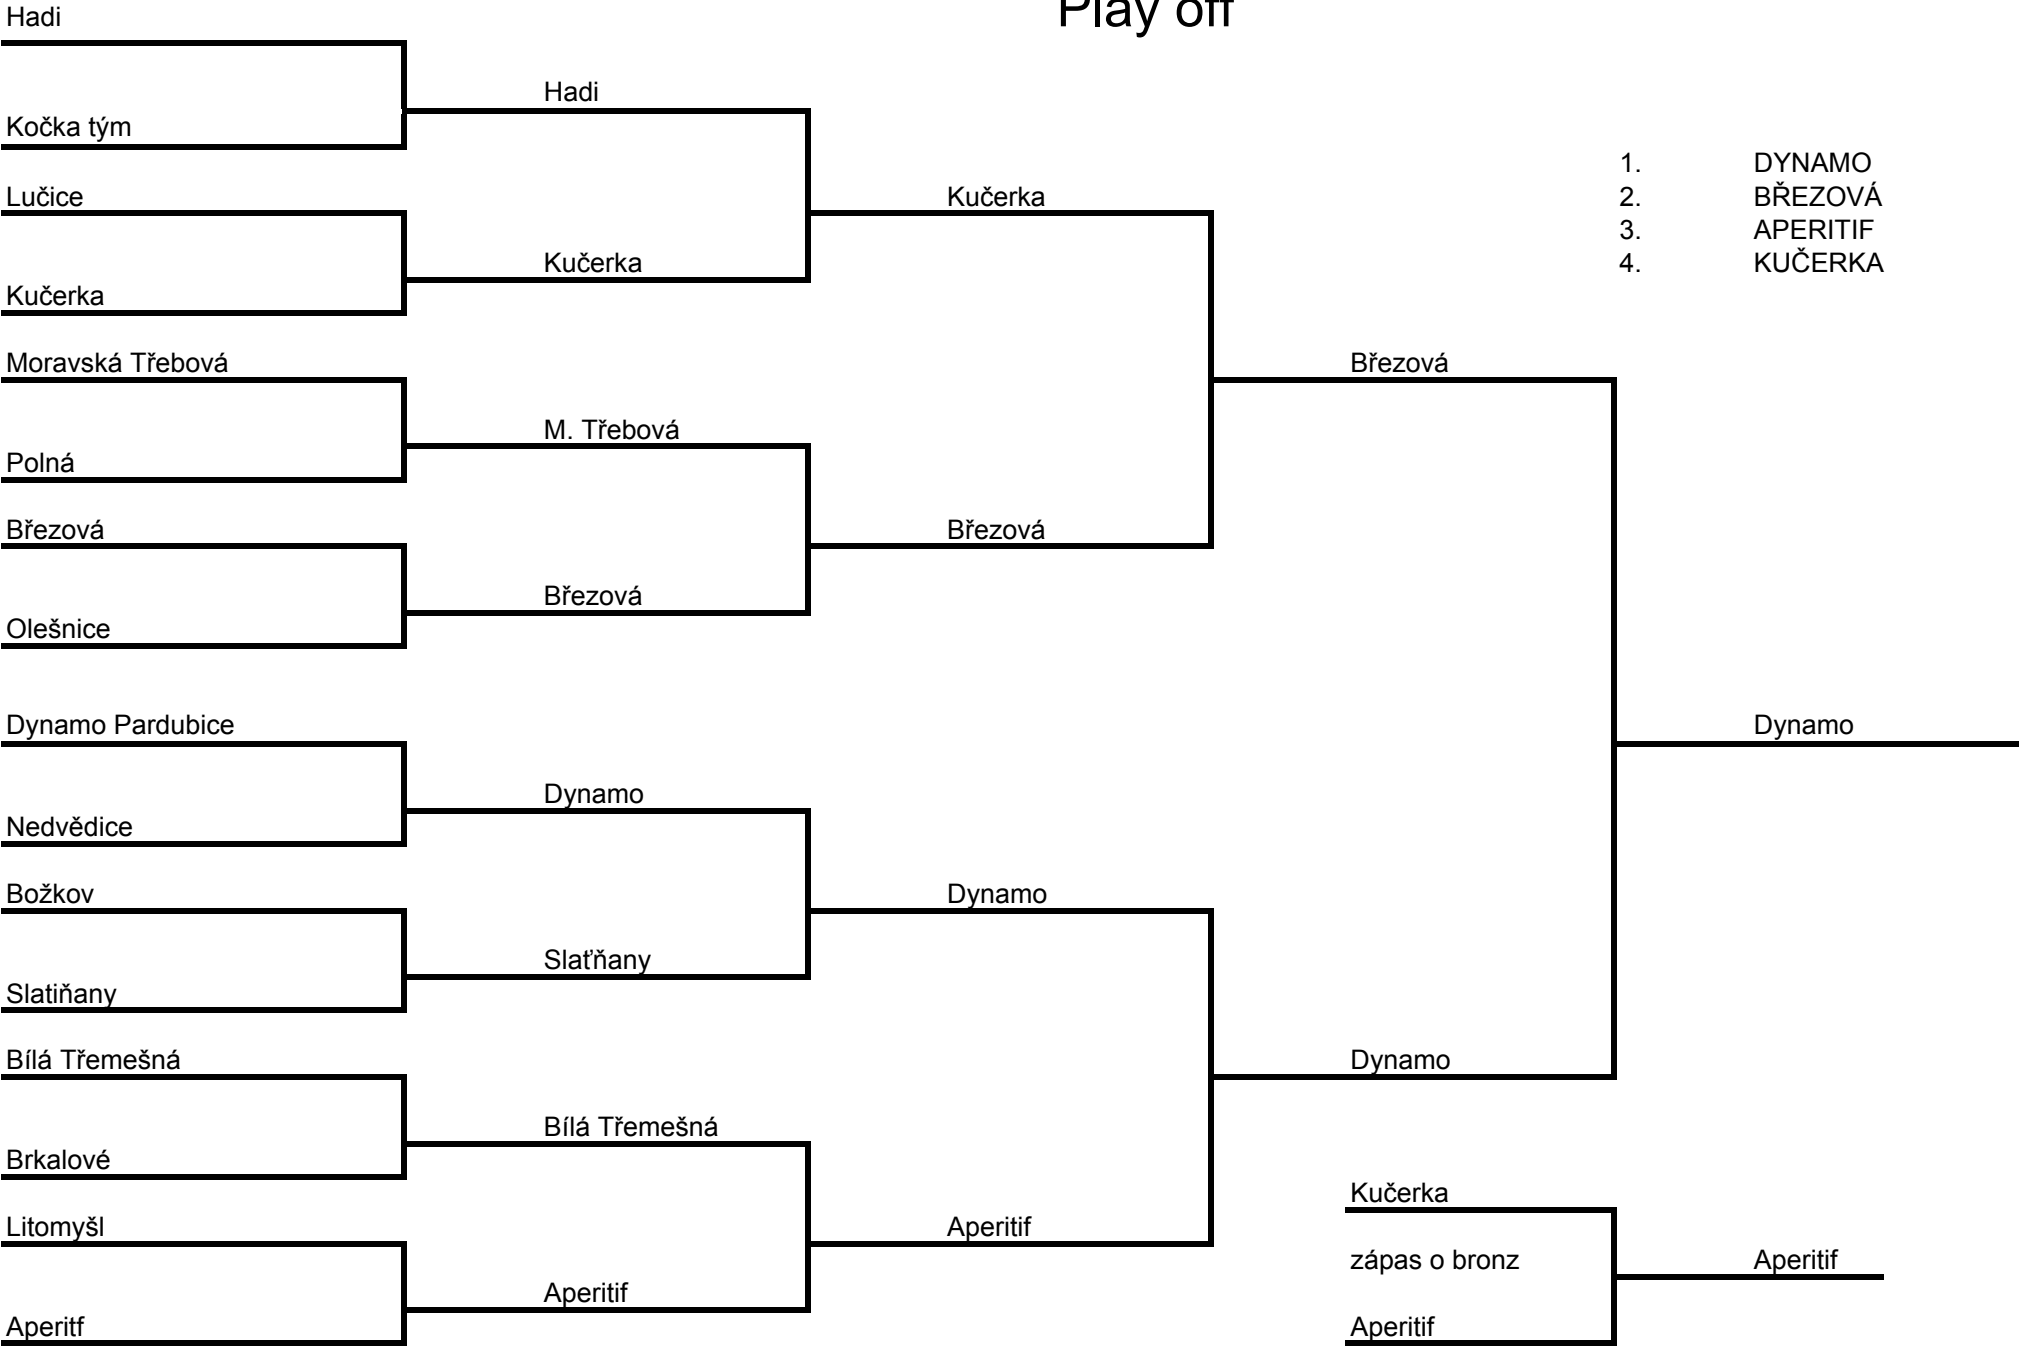 Play off
Hadi
Hadi
Kočka tým
1. DYNAMO
Lučice
Kučerka
2. BŘEZOVÁ
3. APERITIF
Kučerka
4. KUČERKA
Kučerka
Moravská Třebová
Březová
M. Třebová
Polná
Březová
Březová
Březová
Olešnice
Dynamo Pardubice
Dynamo
Dynamo
Nedvědice
Božkov
Dynamo
Slaťňany
Slatiňany
Bílá Třemešná
Dynamo
Bílá Třemešná
Brkalové
Kučerka
Litomyšl
Aperitif
zápas o bronz
Aperitif
Aperitif
Aperitf
Aperitif